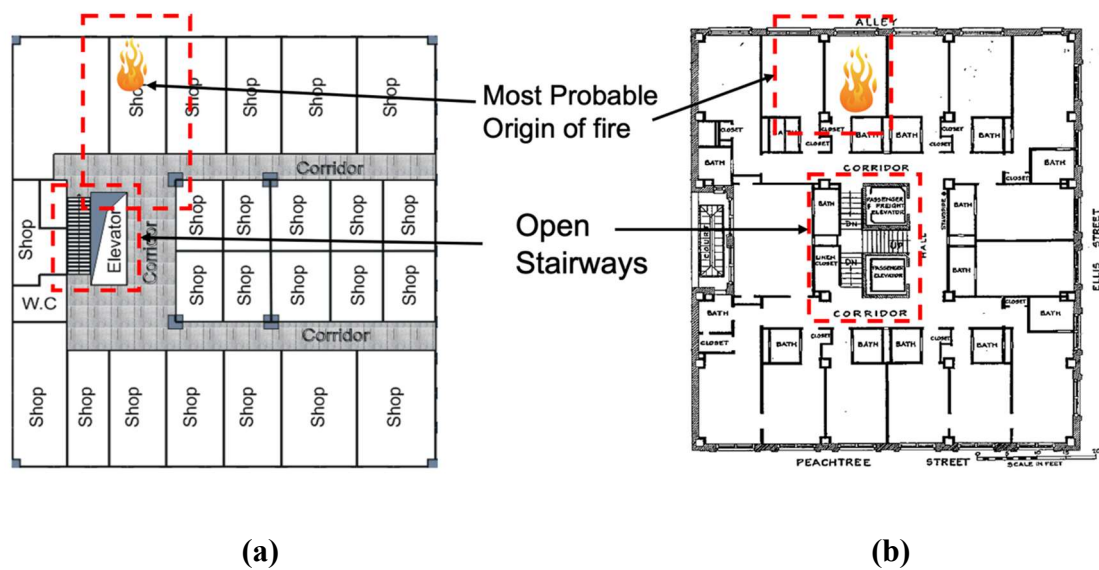 Shop
Shop
Shop
Shop
Shop
Shop
Shop
Corridor
Shop
W.C
Elevator
Corridor
Shop
Shop
Shop
Shop
Shop
Shop
Shop
Shop
Shop
Shop
Corridor
Shop
Shop
Shop
Shop
Shop
Shop
Shop
(a)
Most Probable
Origin of fire
Open
Stairways
ALLEY
CLOSET
BATH
BATH
CLOSET
CLOSET
BATH
BATH
CLOSET
BATH
CLOSET
BATH
CORRIDOR
COURT
BATH
LINEN
CLOSET
DN
DN
PASSENGER
FREIGHT
ELEVATOR
UP
PASSENGER
ELEVATOR
HALL
STANDPIPE
BATH
BATH
CORRIDOR
BATH
CLOSET
BATH
CLOSET
BATH
BATH
CLOSET
BATH
CLOSET
BATH
ELLIS STREET
PEACHTREE STREET
SCALE IN FEET
(b)